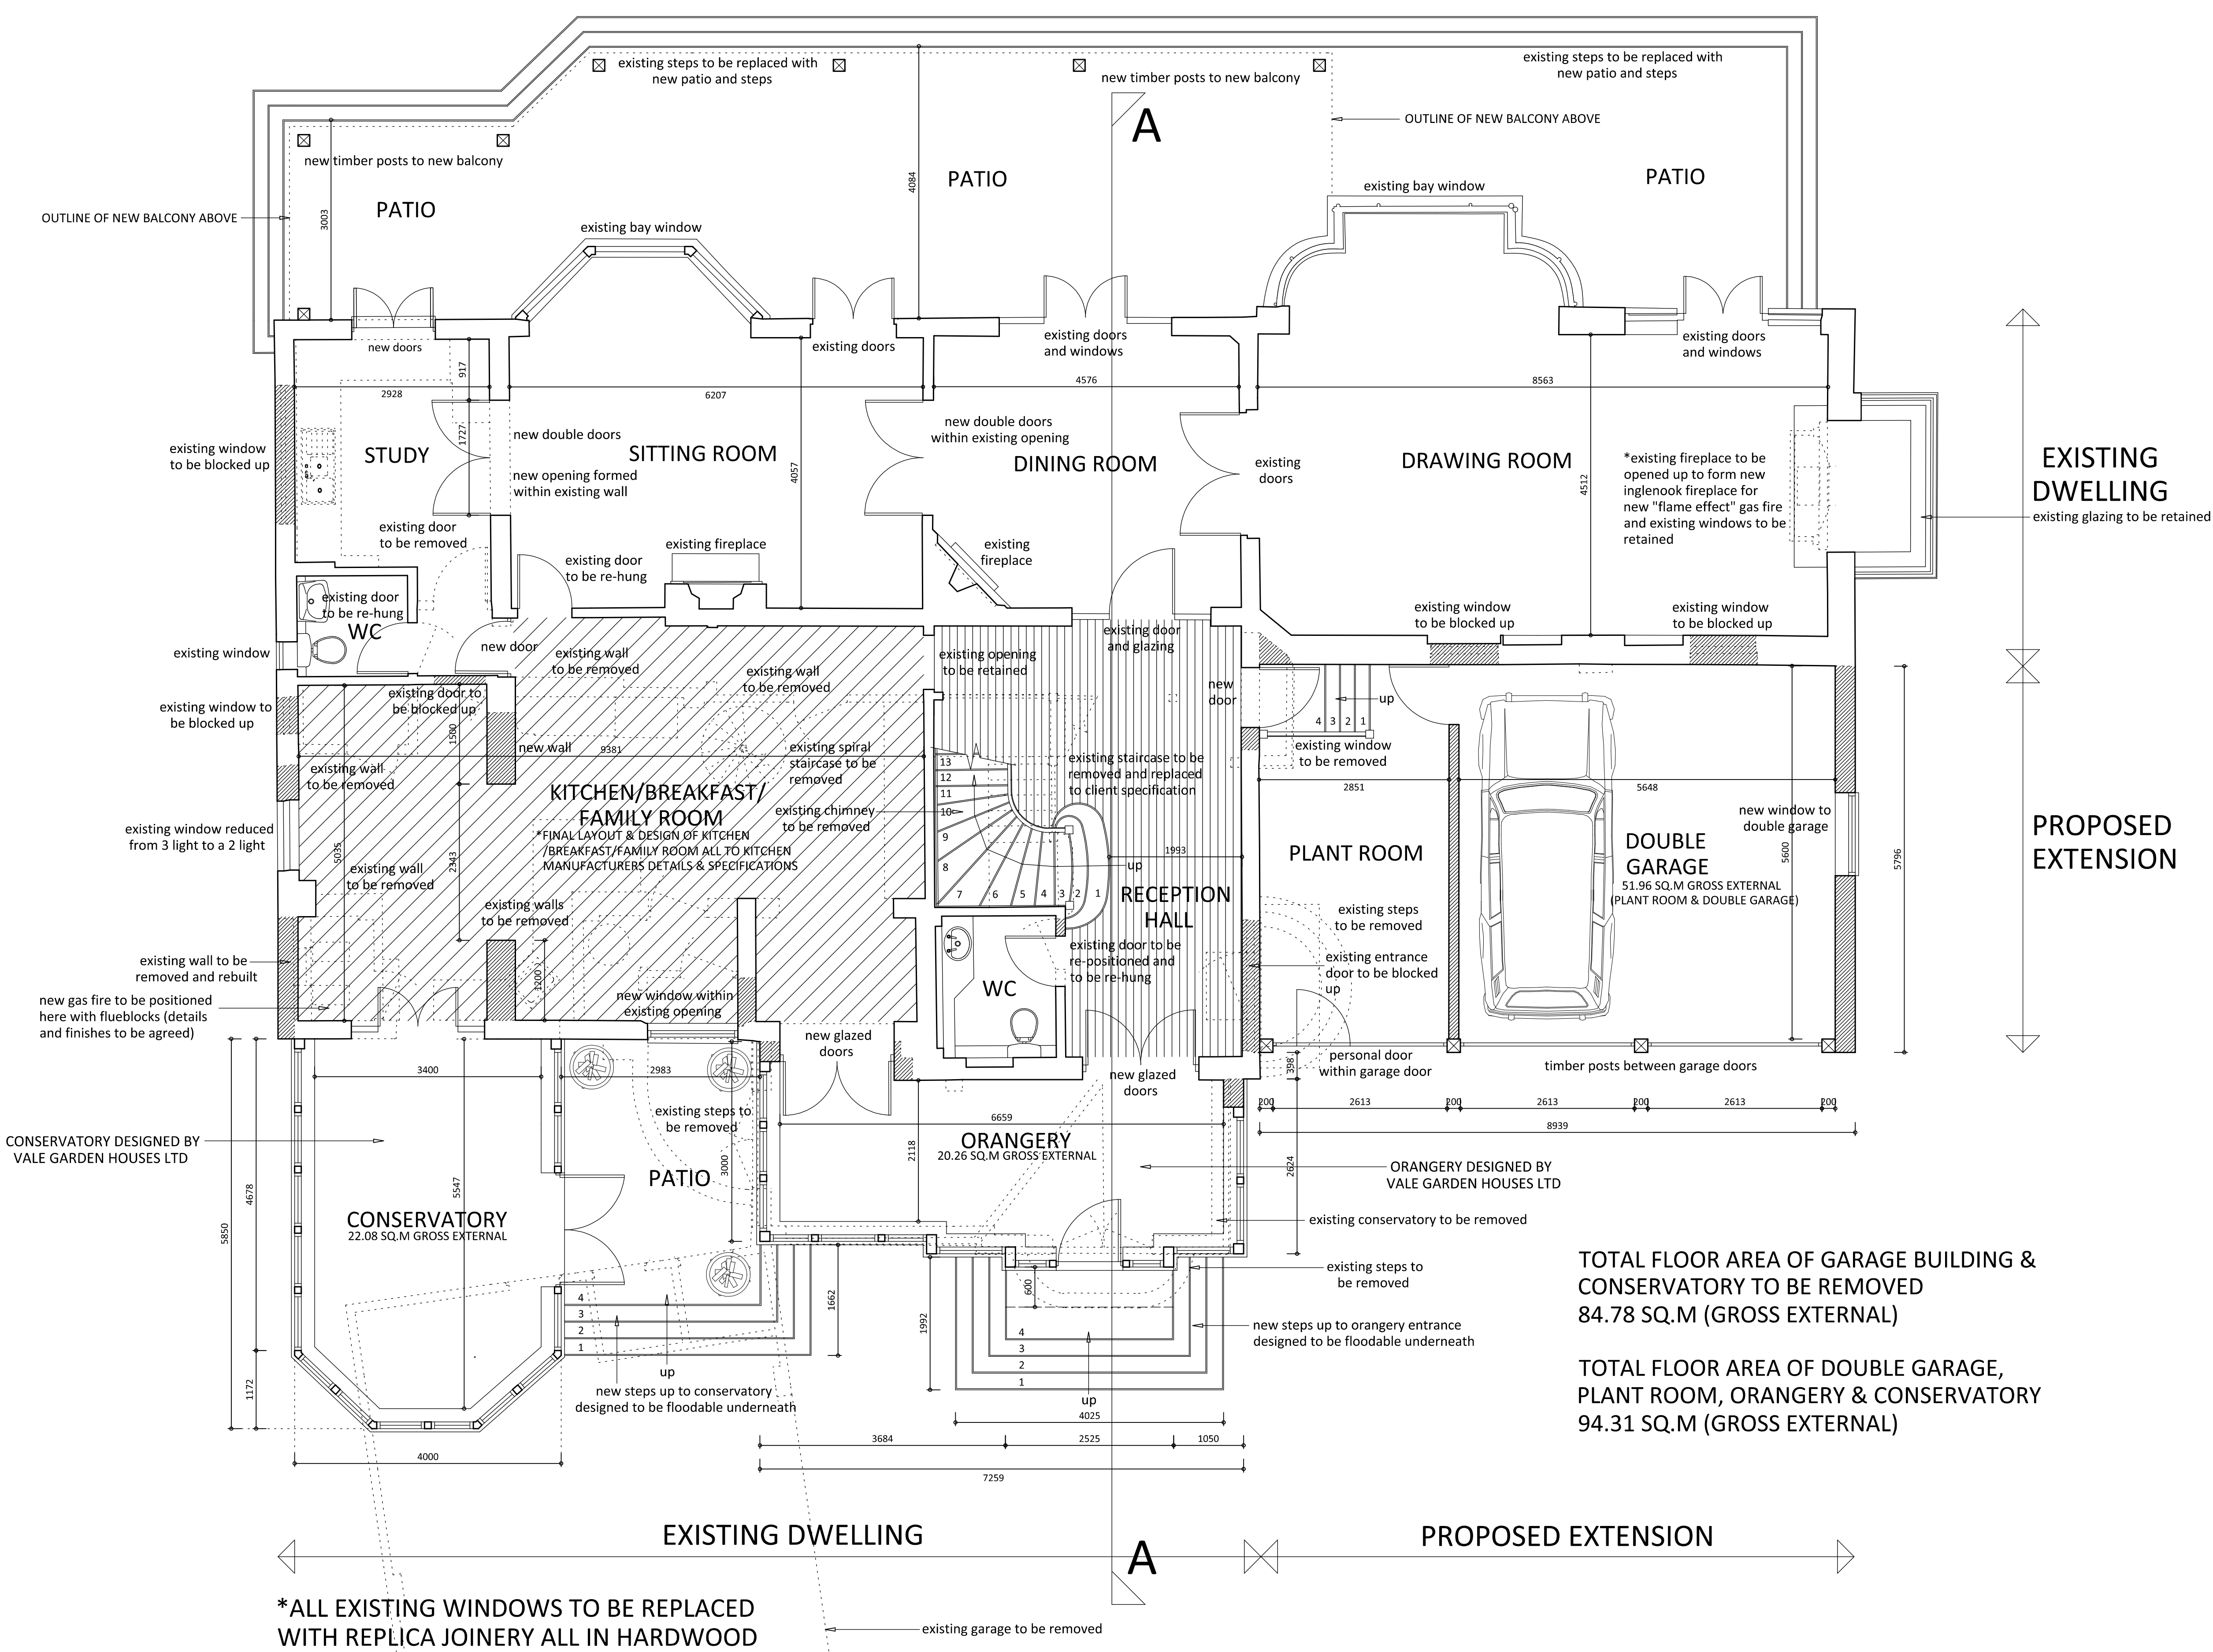 existing steps to be replaced with
new patio and steps
new timber posts to new balcony
existing steps to be replaced with
new patio and steps
A
OUTLINE OF NEW BALCONY ABOVE
new timber posts to new balcony
PATIO
PATIO
PATIO
4084
3003
OUTLINE OF NEW BALCONY ABOVE
existing bay window
existing bay window
new doors
existing doors
existing doors
and windows
existing doors
and windows
917
2928
6207
4576
8563
1727
4057
4512
existing window
to be blocked up
STUDY
new double doors
SITTING ROOM
new opening formed
within existing wall
new double doors
within existing opening
DINING ROOM
existing
doors
DRAWING ROOM
*existing fireplace to be
opened up to form new
inglenook fireplace for
new "flame effect" gas fire
and existing windows to be
retained
EXISTING
DWELLING
existing glazing to be retained
existing door
to be removed
existing door
to be re-hung
existing fireplace
existing
fireplace
existing door
to be re-hung
WC
existing window
new door
existing wall
to be removed
existing wall
to be removed
existing opening
to be retained
existing door
and glazing
existing window
to be blocked up
existing window
to be blocked up
existing window to
be blocked up
existing door to
be blocked up
1500
new wall
9381
existing wall
to be removed
existing spiral
staircase to be
removed
existing staircase to be
removed and replaced
to client specification
new
door
up
4 3 2 1
existing window
to be removed
KITCHEN/BREAKFAST/
FAMILY ROOM
*FINAL LAYOUT & DESIGN OF KITCHEN
/BREAKFAST/FAMILY ROOM ALL TO KITCHEN
MANUFACTURERS DETAILS & SPECIFICATIONS
existing chimney
to be removed
13
12
11
10
9
8
7 6 5 4 3 2 1
up
1993
2851
5648
new window to
double garage
5600
5796
PROPOSED
EXTENSION
existing window reduced
from 3 light to a 2 light
5035
2343
existing wall
to be removed
existing walls
to be removed
RECEPTION
HALL
PLANT ROOM
DOUBLE
GARAGE
51.96 SQ.M GROSS EXTERNAL
(PLANT ROOM & DOUBLE GARAGE)
existing steps
to be removed
existing door to be
re-positioned and
to be re-hung
existing entrance
door to be blocked
up
existing wall to be
removed and rebuilt
new gas fire to be positioned
here with flueblocks (details
and finishes to be agreed)
1200
new window within
existing opening
WC
new glazed
doors
new glazed
doors
personal door
within garage door
timber posts between garage doors
398
3400
2983
200 2613 200 2613 200 2613 200
8939
existing steps to
be removed
6659
ORANGERY
20.26 SQ.M GROSS EXTERNAL
2118
3000
2624
CONSERVATORY DESIGNED BY
VALE GARDEN HOUSES LTD
PATIO
ORANGERY DESIGNED BY
VALE GARDEN HOUSES LTD
4678
5547
5850
CONSERVATORY
22.08 SQ.M GROSS EXTERNAL
existing conservatory to be removed
existing steps to
be removed
600
4
3
2
1
1662
1992
4
3
2
1
new steps up to orangery entrance
designed to be floodable underneath
up
new steps up to conservatory
designed to be floodable underneath
up
1172
4025
3684 2525 1050
4000
7259
TOTAL FLOOR AREA OF GARAGE BUILDING &
CONSERVATORY TO BE REMOVED
84.78 SQ.M (GROSS EXTERNAL)
TOTAL FLOOR AREA OF DOUBLE GARAGE,
PLANT ROOM, ORANGERY & CONSERVATORY
94.31 SQ.M (GROSS EXTERNAL)
EXISTING DWELLING
A
PROPOSED EXTENSION
*ALL EXISTING WINDOWS TO BE REPLACED
WITH REPLICA JOINERY ALL IN HARDWOOD
existing garage to be removed